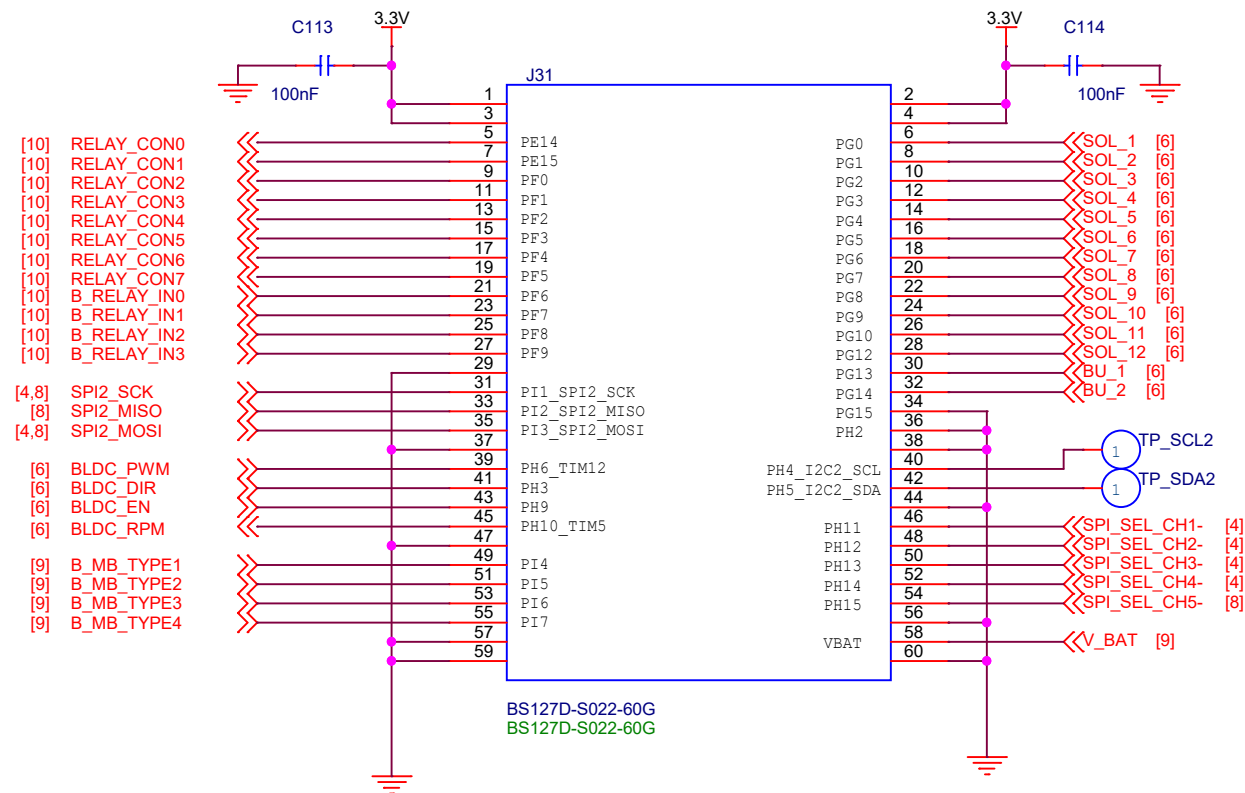 3.3V 3.3V
C113 C114
100nF 100nF
J31
1 2
3 4
[10] RELAY_CON0 5 PE14 PG0 6 SOL_1 [6]
[10] RELAY_CON1 7 PE15 PG1 8 SOL_2 [6]
[10] RELAY_CON2 9 PF0 PG2 10 SOL_3 [6]
[10] RELAY_CON3 11 PF1 PG3 12 SOL_4 [6]
[10] RELAY_CON4 13 PF2 PG4 14 SOL_5 [6]
[10] RELAY_CON5 15 PF3 PG5 16 SOL_6 [6]
[10] RELAY_CON6 17 PF4 PG6 18 SOL_7 [6]
[10] RELAY_CON7 19 PF5 PG7 20 SOL_8 [6]
[10] B_RELAY_IN0 21 PF6 PG8 22 SOL_9 [6]
[10] B_RELAY_IN1 23 PF7 PG9 24 SOL_10 [6]
[10] B_RELAY_IN2 25 PF8 PG10 26 SOL_11 [6]
[10] B_RELAY_IN3 27 PF9 PG12 28 SOL_12 [6]
29 PG13 30 BU_1 [6]
[4,8] SPI2_SCK 31 PI1_SPI2_SCK PG14 32 BU_2 [6]
[8] SPI2_MISO 33 PI2_SPI2_MISO PG15 34
[4,8] SPI2_MOSI 35 PI3_SPI2_MOSI PH2 36
37 38
[6] BLDC_PWM 39 PH6_TIM12 PH4_I2C2_SCL 40 1 TP_SCL2
[6] BLDC_DIR 41 PH3 PH5_I2C2_SDA 42 1 TP_SDA2
[6] BLDC_EN 43 PH9 44
[6] BLDC_RPM 45 PH10_TIM5 PH11 46 SPI_SEL_CH1- [4]
47 PH12 48 SPI_SEL_CH2- [4]
[9] B_MB_TYPE1 49 PI4 PH13 50 SPI_SEL_CH3- [4]
[9] B_MB_TYPE2 51 PI5 PH14 52 SPI_SEL_CH4- [4]
[9] B_MB_TYPE3 53 PI6 PH15 54 SPI_SEL_CH5- [8]
[9] B_MB_TYPE4 55 PI7 56
57 VBAT 58 V_BAT [9]
59 60
BS127D-S022-60G
BS127D-S022-60G